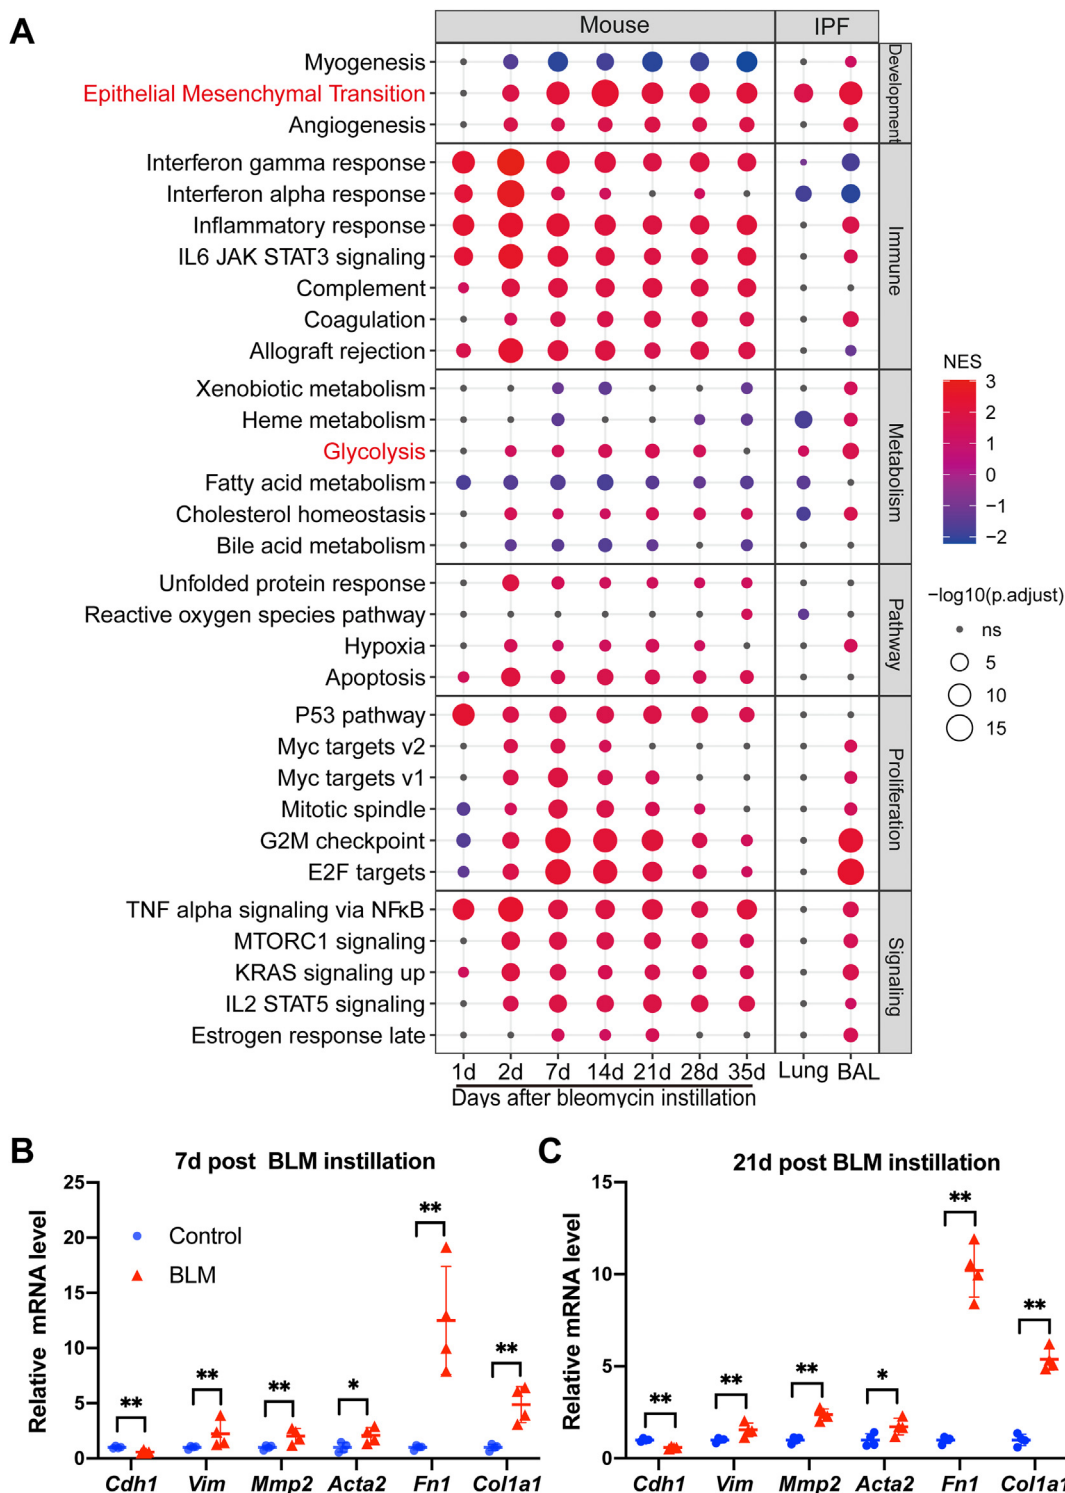 A
Mouse
IPF
Myogenesis
Epithelial Mesenchymal Transition
Angiogenesis
Development
Interferon gamma response
Interferon alpha response
Inflammatory response
IL6 JAK STAT3 signaling
Complement
Coagulation
Allograft rejection
Immune
Xenobiotic metabolism
Heme metabolism
Glycolysis
Fatty acid metabolism
Cholesterol homeostasis
Bile acid metabolism
Metabolism
Unfolded protein response
Reactive oxygen species pathway
Hypoxia
Apoptosis
Pathway
P53 pathway
Myc targets v2
Myc targets v1
Mitotic spindle
G2M checkpoint
E2F targets
Proliferation
TNF alpha signaling via NFκB
MTORC1 signaling
KRAS signaling up
IL2 STAT5 signaling
Estrogen response late
Signaling
1d 2d 7d 14d 21d 28d 35d Lung BAL
Days after bleomycin instillation
NES
3
2
1
0
−1
−2
−log10(p.adjust)
ns
5
10
15
B
7d post BLM instillation
Relative mRNA level
25
20
15
10
5
0
Control
BLM
** ** ** * ** **
Cdh1 Vim Mmp2 Acta2 Fn1 Col1a1
C
21d post BLM instillation
Relative mRNA level
15
10
5
0
** ** ** * ** **
Cdh1 Vim Mmp2 Acta2 Fn1 Col1a1